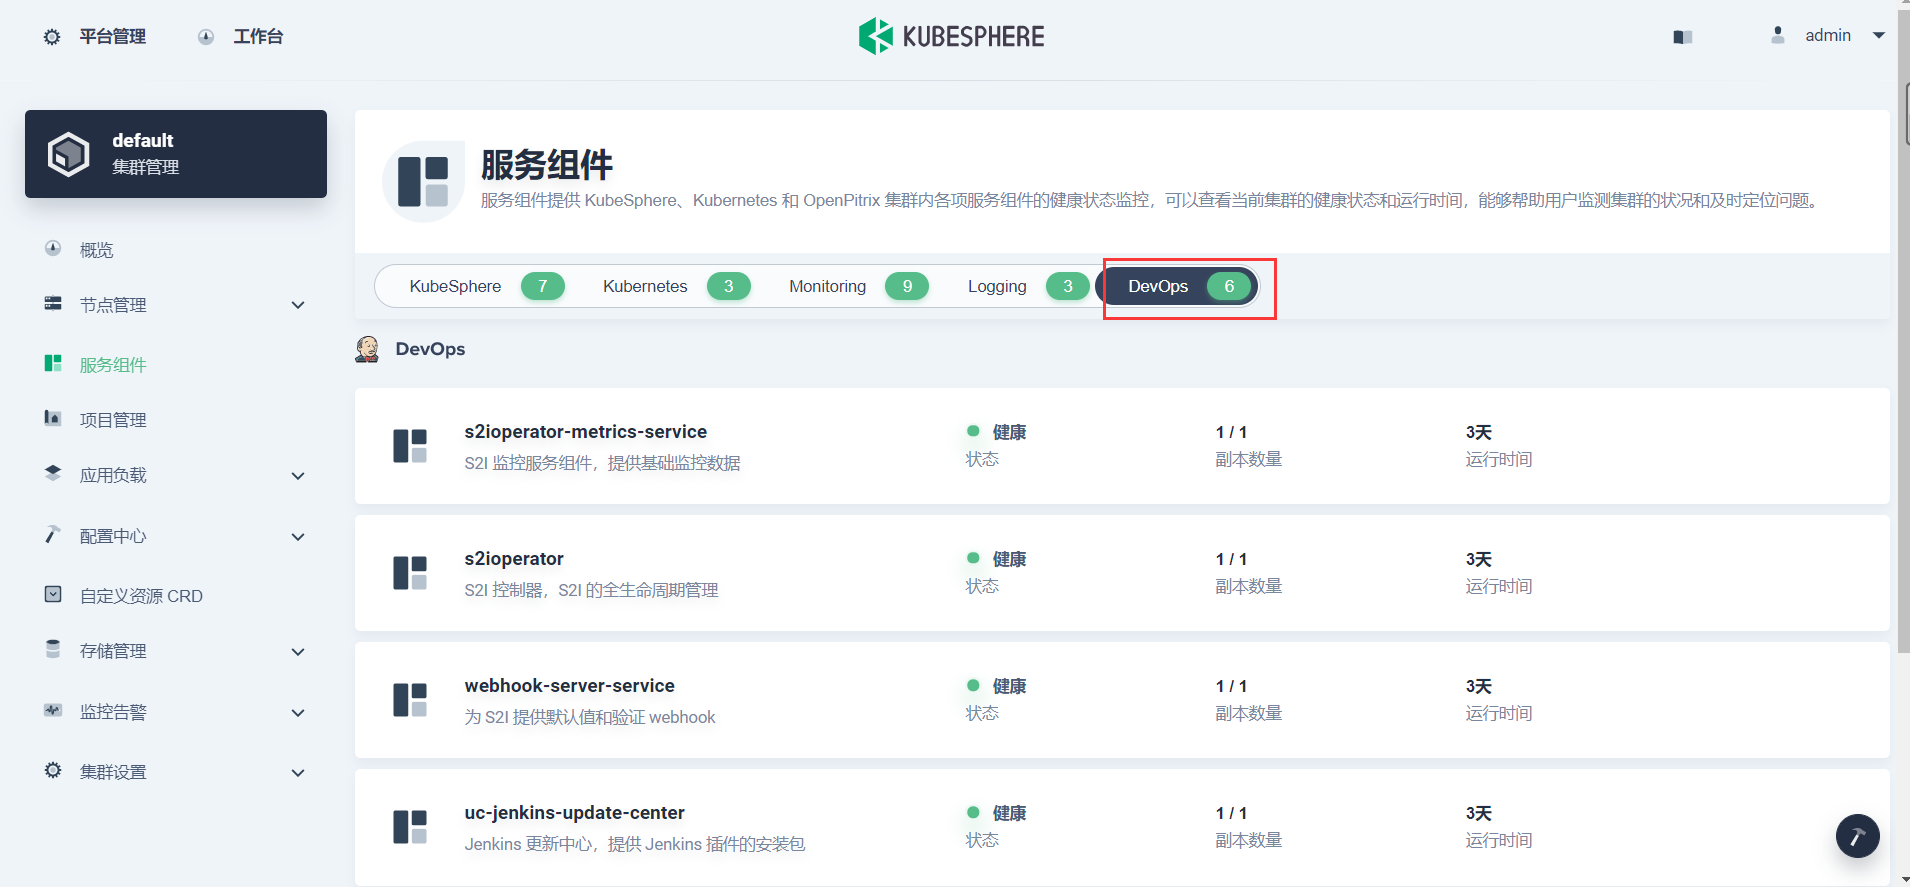 平台管理
工作台
KUBESPHERE
admin
default
集群管理
概览
节点管理
服务组件
项目管理
应用负载
配置中心
自定义资源 CRD
存储管理
监控告警
集群设置
服务组件
服务组件提供 KubeSphere、Kubernetes 和 OpenPitrix 集群内各项服务组件的健康状态监控，可以查看当前集群的健康状态和运行时间，能够帮助用户监测集群的状况和及时定位问题。
KubeSphere 7 Kubernetes 3 Monitoring 9 Logging 3 DevOps 6
DevOps
s2ioperator-metrics-service 健康 1 / 1 3天
S2I 监控服务组件，提供基础监控数据 状态 副本数量 运行时间
s2ioperator 健康 1 / 1 3天
S2I 控制器，S2I 的全生命周期管理 状态 副本数量 运行时间
webhook-server-service 健康 1 / 1 3天
为 S2I 提供默认值和验证 webhook 状态 副本数量 运行时间
uc-jenkins-update-center 健康 1 / 1 3天
Jenkins 更新中心，提供 Jenkins 插件的安装包 状态 副本数量 运行时间